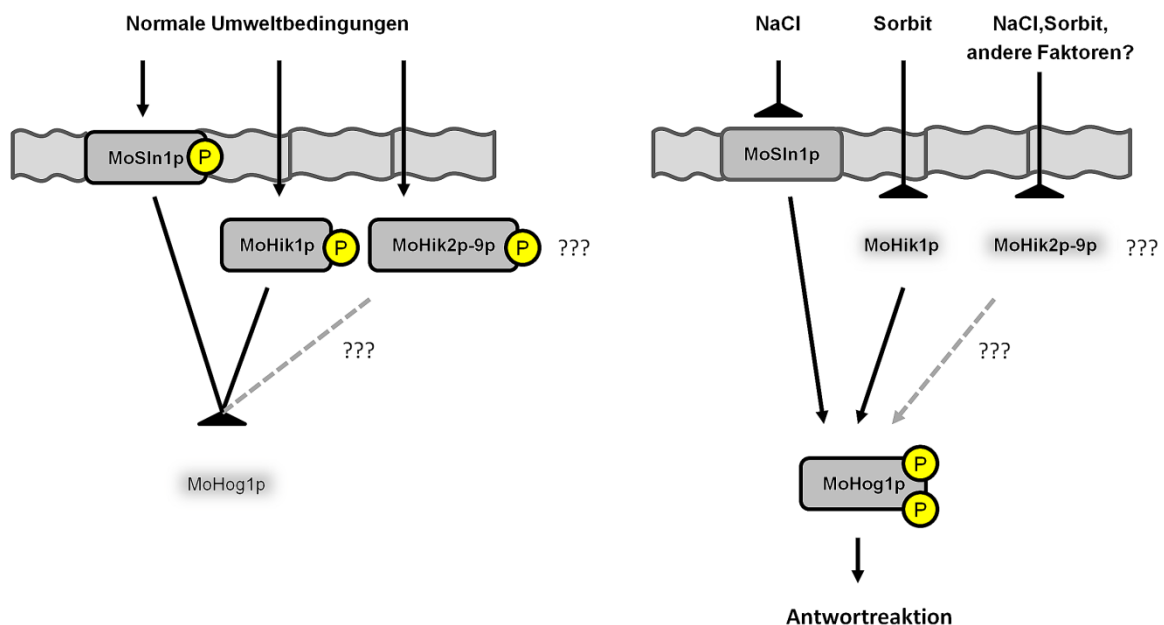 Normale Umweltbedingungen
MoSln1p
P
MoHik1p
P
MoHik2p-9p
P
???
???
MoHog1p
NaCl
Sorbit
NaCl,Sorbit,
andere Faktoren?
MoSln1p
MoHik1p
MoHik2p-9p
???
???
MoHog1p
P
P
Antwortreaktion